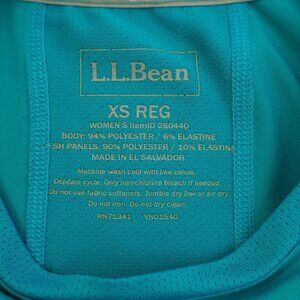 L.L.Bean
XS REG
WOMEN'S ItemID 280440
BODY: 94% POLYESTER / 6% ELASTINE
SH PANELS: 90% POLYESTER / 10% ELASTINE
MADE IN EL SALVADOR
Machine wash cold with like colors.
Delicate cycle. Only non-chlorine bleach if needed.
Do not use fabric softeners. Tumble dry low or air dry.
Do not iron. Do not dry clean.
RN71341 VN01540